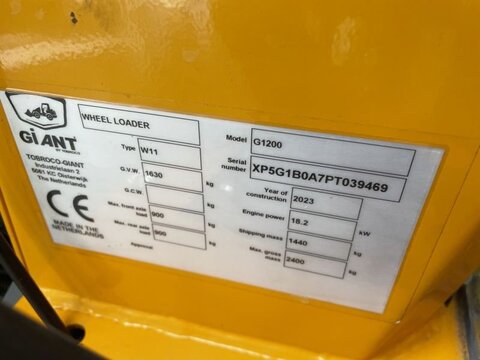 GiANT
BY TOBROCO
TOBROCO-GIANT
Industrielaan 2
5061 KC Oisterwijk
The Netherlands
CE
MADE IN THE
NETHERLANDS
WHEEL LOADER
Type W11
G.V.W. 1630 kg
G.C.W. kg
Max. front axle load 900 kg
Max. rear axle load 900 kg
Approval
Model G1200
Serial number XP5G1B0A7PT039469
Year of construction 2023
Engine power 18.2 kW
Shipping mass 1440 kg
Max. gross mass 2400 kg